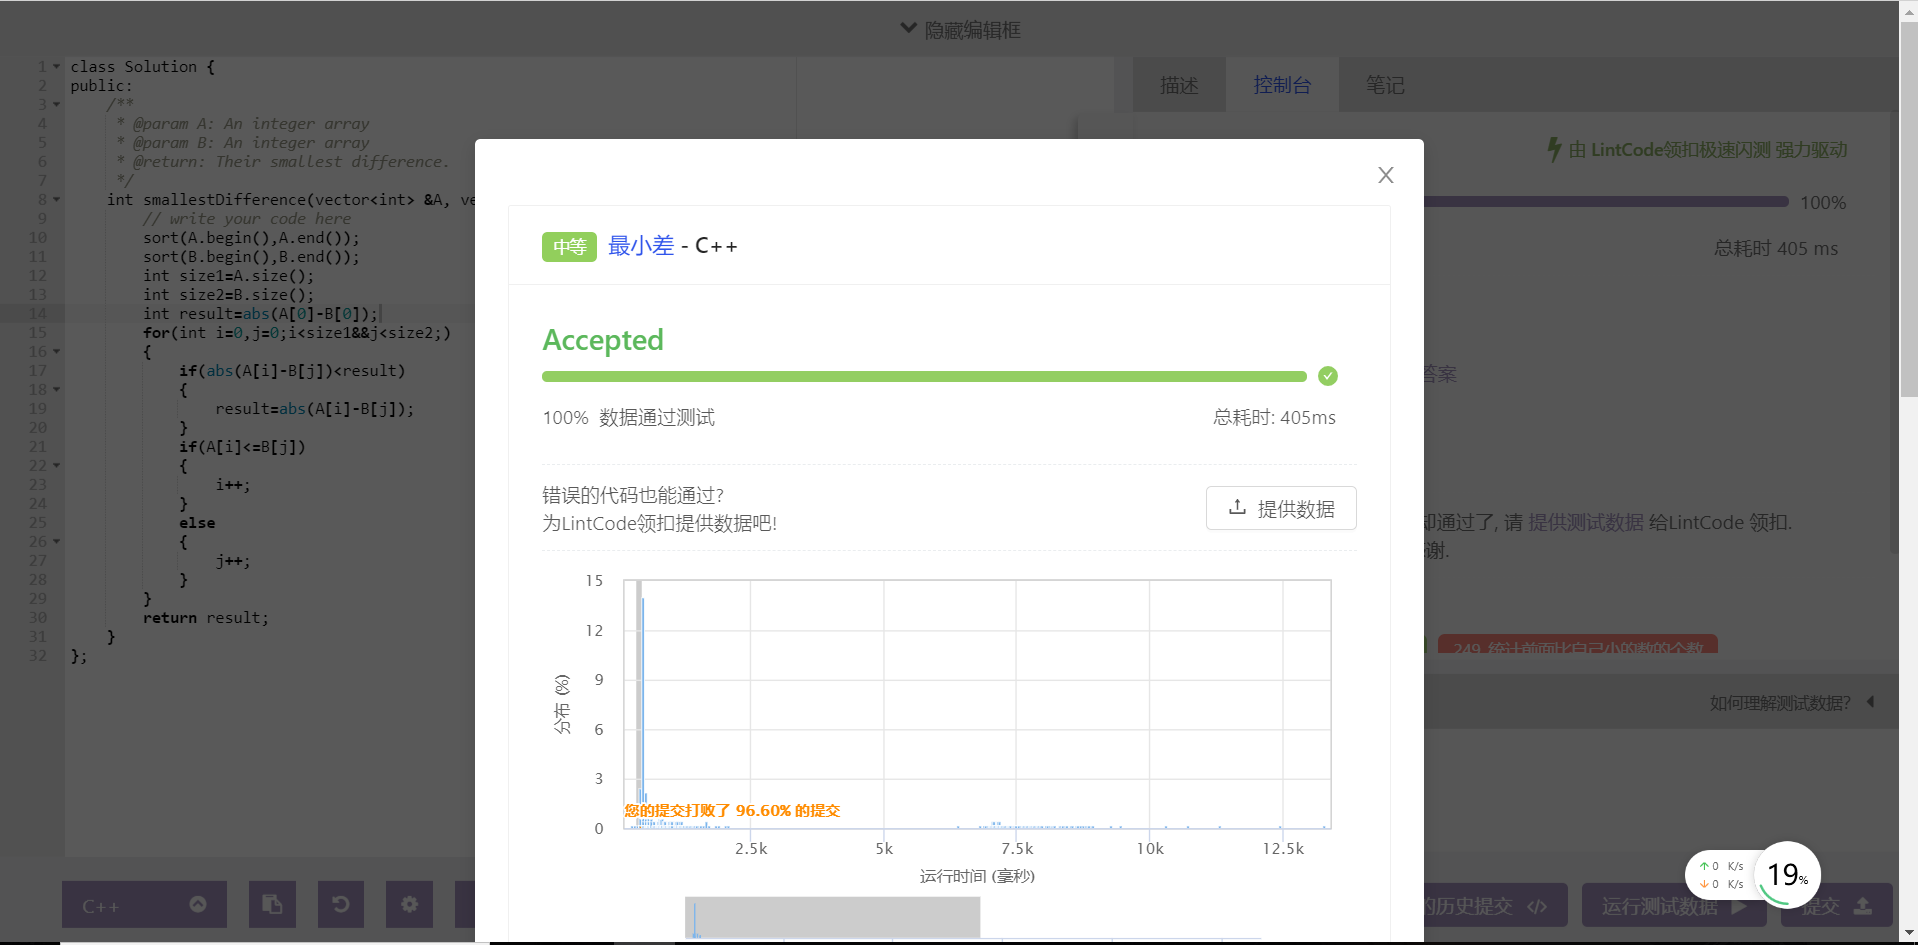 隐藏编辑框
1 class Solution {
2 public:
3 /**
4 * @param A: An integer array
5 * @param B: An integer array
6 * @return: Their smallest difference.
7 */
8 int smallestDifference(vector<int> &A, ve
9 // write your code here
10 sort(A.begin(),A.end());
11 sort(B.begin(),B.end());
12 int size1=A.size();
13 int size2=B.size();
14 int result=abs(A[0]-B[0]);
15 for(int i=0,j=0;i<size1&&j<size2;)
16 {
17 if(abs(A[i]-B[j])<result)
18 {
19 result=abs(A[i]-B[j]);
20 }
21 if(A[i]<=B[j])
22 {
23 i++;
24 }
25 else
26 {
27 j++;
28 }
29 }
30 return result;
31 }
32 };
C++
描述 控制台 笔记
由 LintCode领扣极速闪测 强力驱动
100%
总耗时 405 ms
答案
却通过了, 请 提供测试数据 给LintCode 领扣.
谢.
249. 统计前面比自己小的数的个数
如何理解测试数据?
的历史提交
运行测试数据
提交
0 K/s
0 K/s
19%
X
中等 最小差 - C++
Accepted
100% 数据通过测试
总耗时: 405ms
错误的代码也能通过?
为LintCode领扣提供数据吧!
提供数据
15
12
9
6
3
0
分布 (%)
您的提交打败了 96.60% 的提交
2.5k 5k 7.5k 10k 12.5k
运行时间 (毫秒)